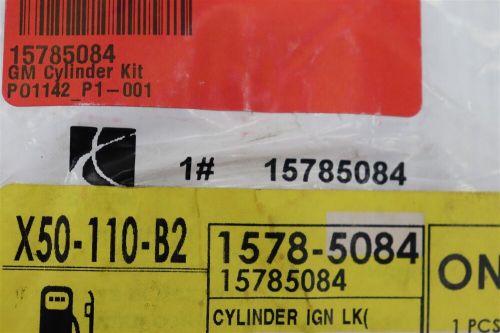 15785084
GM Cylinder Kit
P01142_P1-001
1# 15785084
X50-110-B2
1578-5084
15785084
CYLINDER IGN LK(
ON
1 PCS